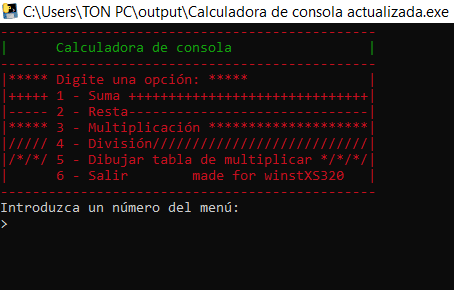 C:\Users\TON PC\output\Calculadora de consola actualizada.exe
-----------------------------------------------
|      Calculadora de consola                 |
-----------------------------------------------
|***** Digite una opción: *****               |
|+++++ 1 - Suma ++++++++++++++++++++++++++++++|
|----- 2 - Resta------------------------------|
|***** 3 - Multiplicación ********************|
|///// 4 - División///////////////////////////|
|/*/*/ 5 - Dibujar tabla de multiplicar */*/*/|
|      6 - Salir        made for winstXS320   |
-----------------------------------------------
Introduzca un número del menú:
>